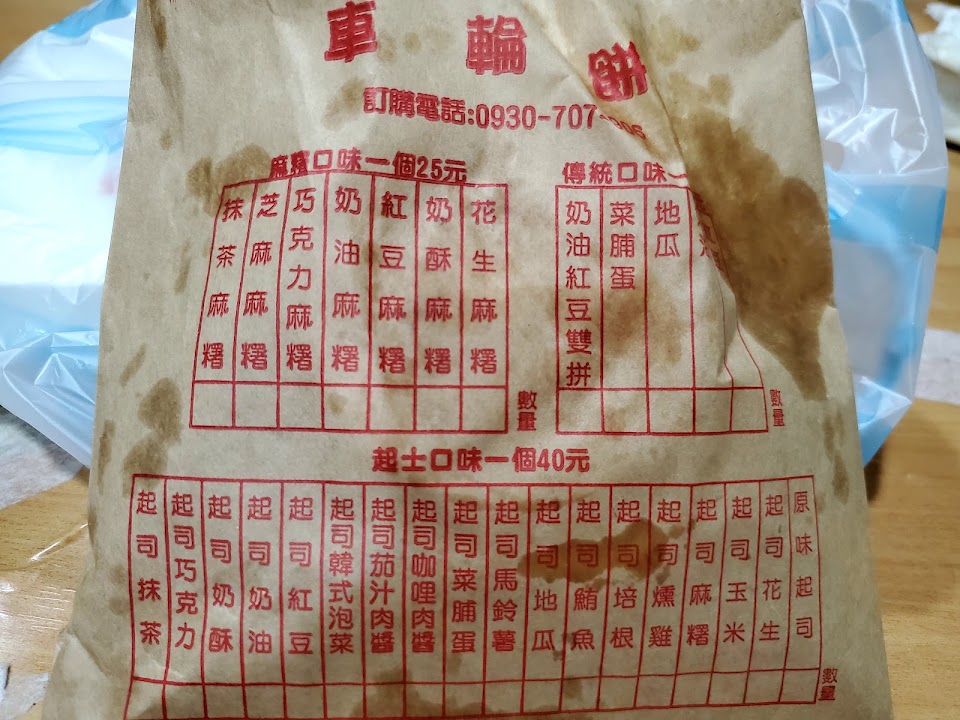 車輪餅
訂購電話:0930-707-
麻糬口味一個25元
傳統口味一
花生麻糬
奶酥麻糬
紅豆麻糬
奶油麻糬
巧克力麻糬
芝麻麻糬
抹茶麻糬
數量
地瓜
菜脯蛋
奶油紅豆雙拼
數量
起士口味一個40元
原味起司
起司花生
起司玉米
起司麻糬
起司燻雞
起司培根
起司鮪魚
起司地瓜
起司馬鈴薯
起司菜脯蛋
起司咖哩肉醬
起司茄汁肉醬
起司韓式泡菜
起司紅豆
起司奶油
起司奶酥
起司巧克力
起司抹茶
數量